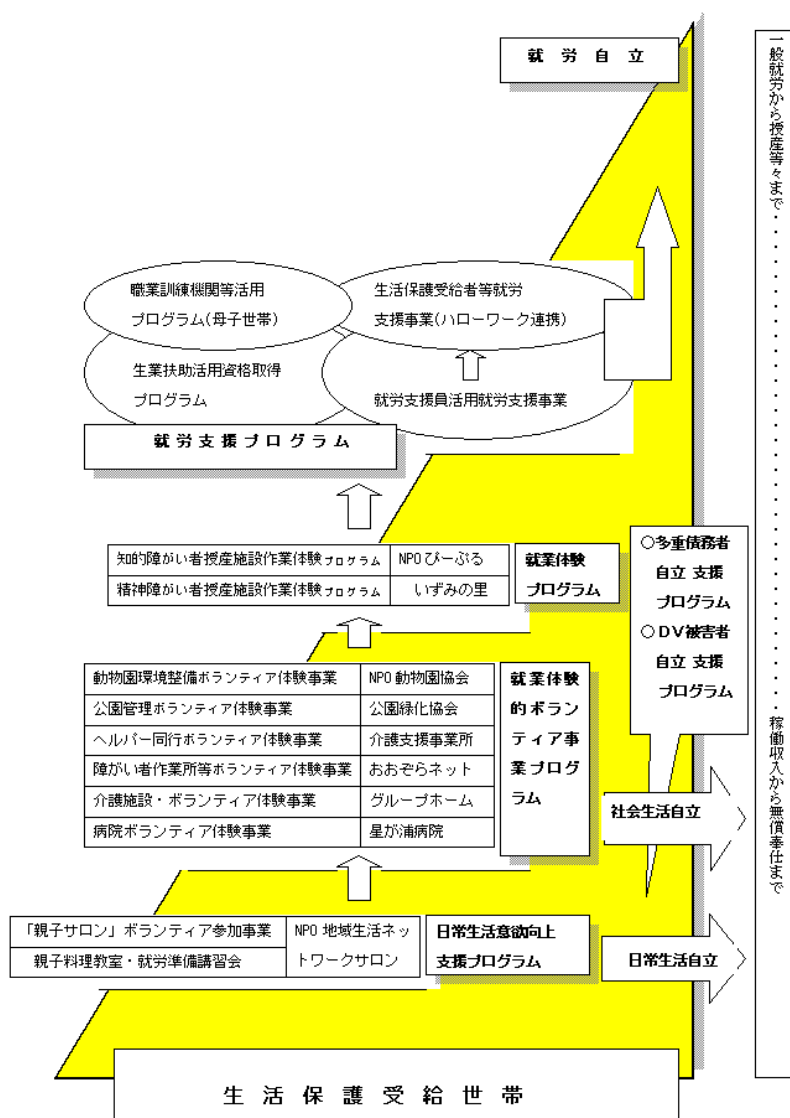 就労自立
一般就労から授産等々まで・・・・・・・・・・・・・・・・・・・・・・・・・・・・稼働収入から無償奉仕まで
職業訓練機関等活用
プログラム(母子世帯)
生活保護受給者等就労
支援事業(ハローワーク連携)
生業扶助活用資格取得
プログラム
就労支援員活用就労支援事業
就労支援プログラム
知的障がい者授産施設作業体験プログラム
NPOぴーぷる
精神障がい者授産施設作業体験プログラム
いずみの里
就業体験
プログラム
○多重債務者
自立支援
プログラム
○DV被害者
自立支援
プログラム
動物園環境整備ボランティア体験事業
NPO動物園協会
公園管理ボランティア体験事業
公園緑化協会
ヘルパー同行ボランティア体験事業
介護支援事業所
障がい者作業所等ボランティア体験事業
おおぞらネット
介護施設・ボランティア体験事業
グループホーム
病院ボランティア体験事業
星が浦病院
就業体験
的ボラン
ティア事
業プログ
ラム
社会生活自立
「親子サロン」ボランティア参加事業
親子料理教室・就労準備講習会
NPO地域生活ネッ
トワークサロン
日常生活意欲向上
支援プログラム
日常生活自立
生活保護受給世帯